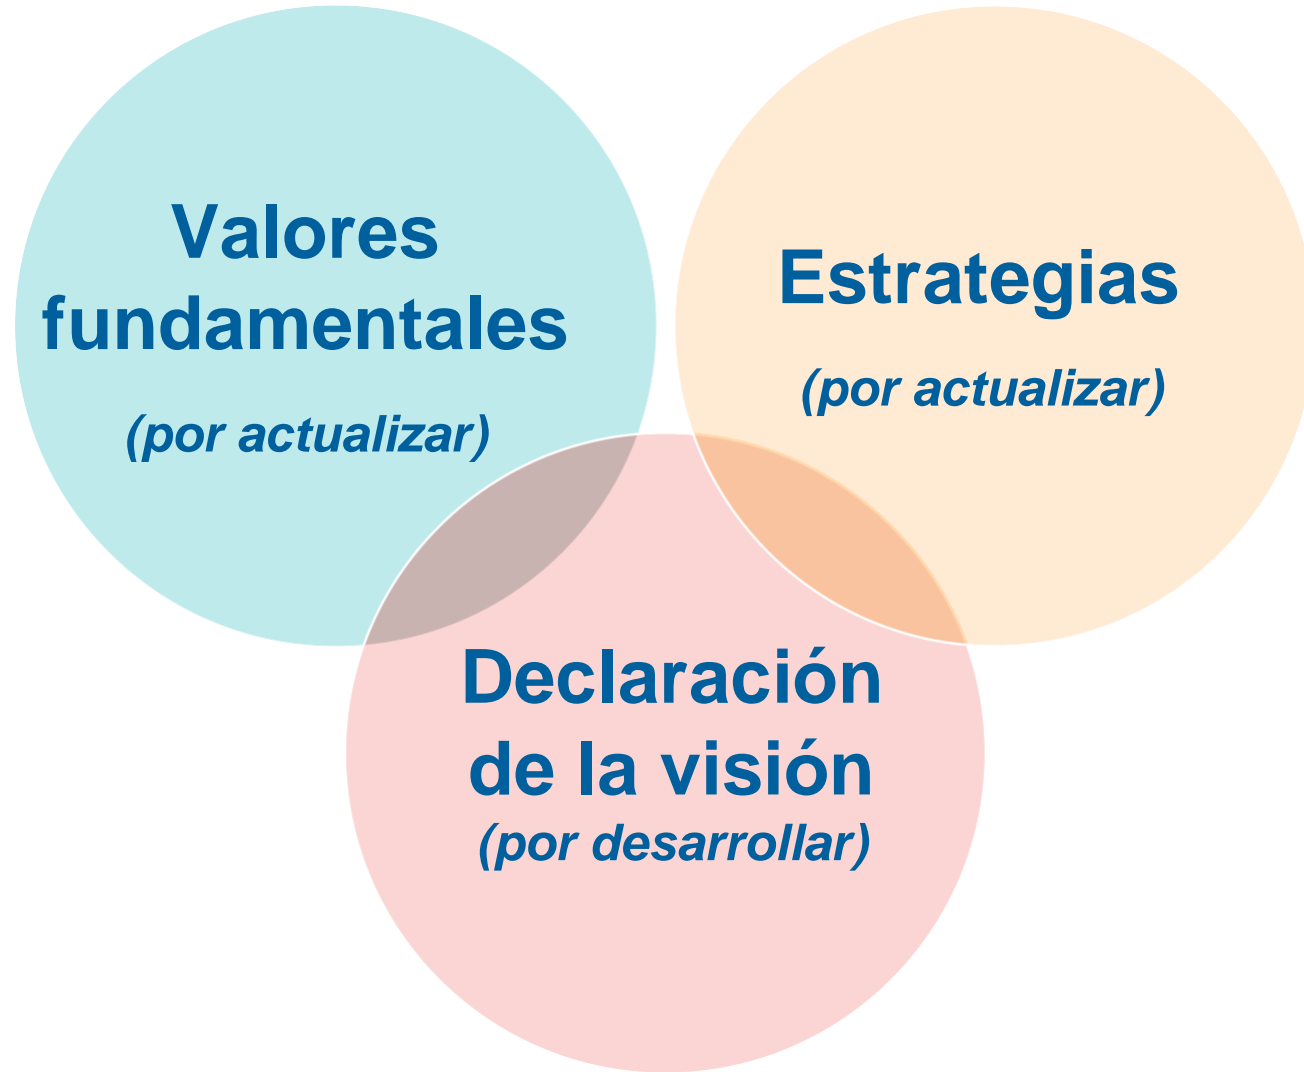 Valores
fundamentales
(por actualizar)
Estrategias
(por actualizar)
Declaración
de la visión
(por desarrollar)